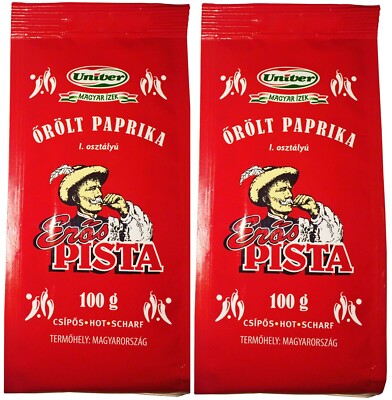 Univer
MAGYAR ÍZEK
ŐRÖLT PAPRIKA
I. osztályú
Erős
PISTA
100 g
CSÍPŐS•HOT•SCHARF
TERMŐHELY: MAGYARORSZÁG
Univer
MAGYAR ÍZEK
ŐRÖLT PAPRIKA
I. osztályú
Erős
PISTA
100 g
CSÍPŐS•HOT•SCHARF
TERMŐHELY: MAGYARORSZÁG